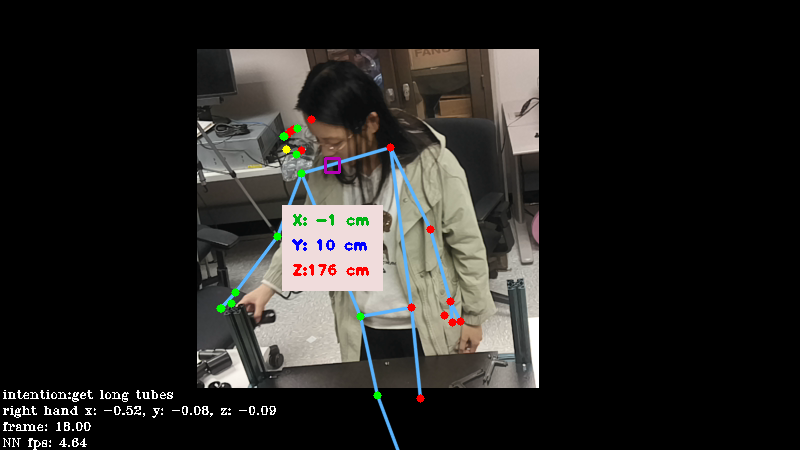 FANG
X: -1 cm
Y: 10 cm
Z:176 cm
intention:get long tubes
right hand x: -0.52, y: -0.08, z: -0.09
frame: 18.00
NN fps: 4.64